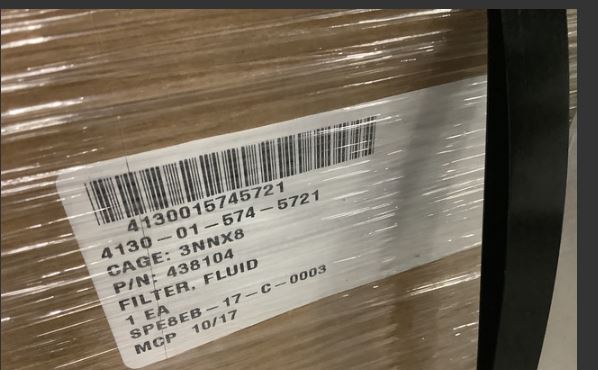 4130015745721
4130-01-574-5721
CAGE: 3NNX8
P/N: 438104
FILTER, FLUID
1 EA
SPE8EB-17-C-0003
MCP 10/17